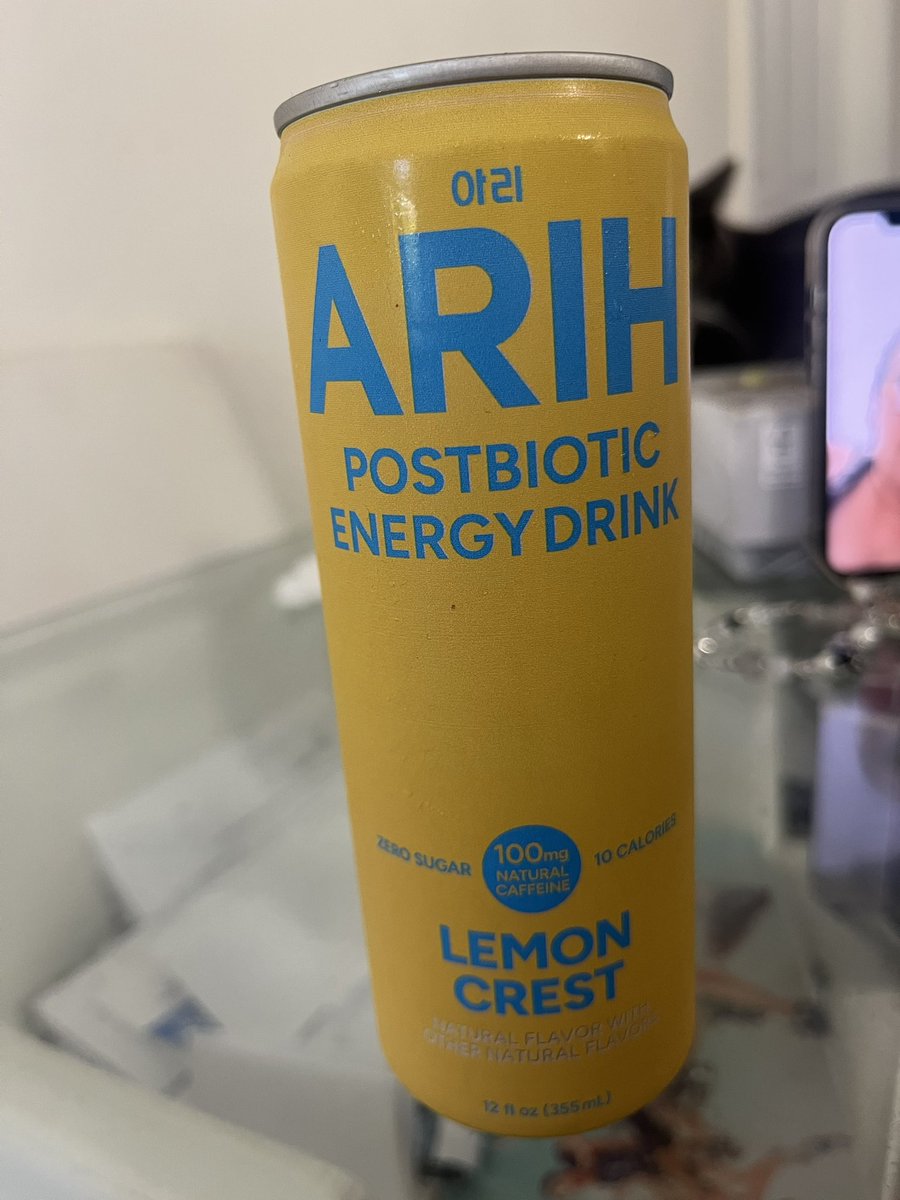 아리
ARIH
POSTBIOTIC
ENERGY DRINK
ZERO SUGAR
100mg
NATURAL
CAFFEINE
10 CALORIES
LEMON
CREST
NATURAL FLAVOR WITH
OTHER NATURAL FLAVORS
12 fl oz (355 mL)